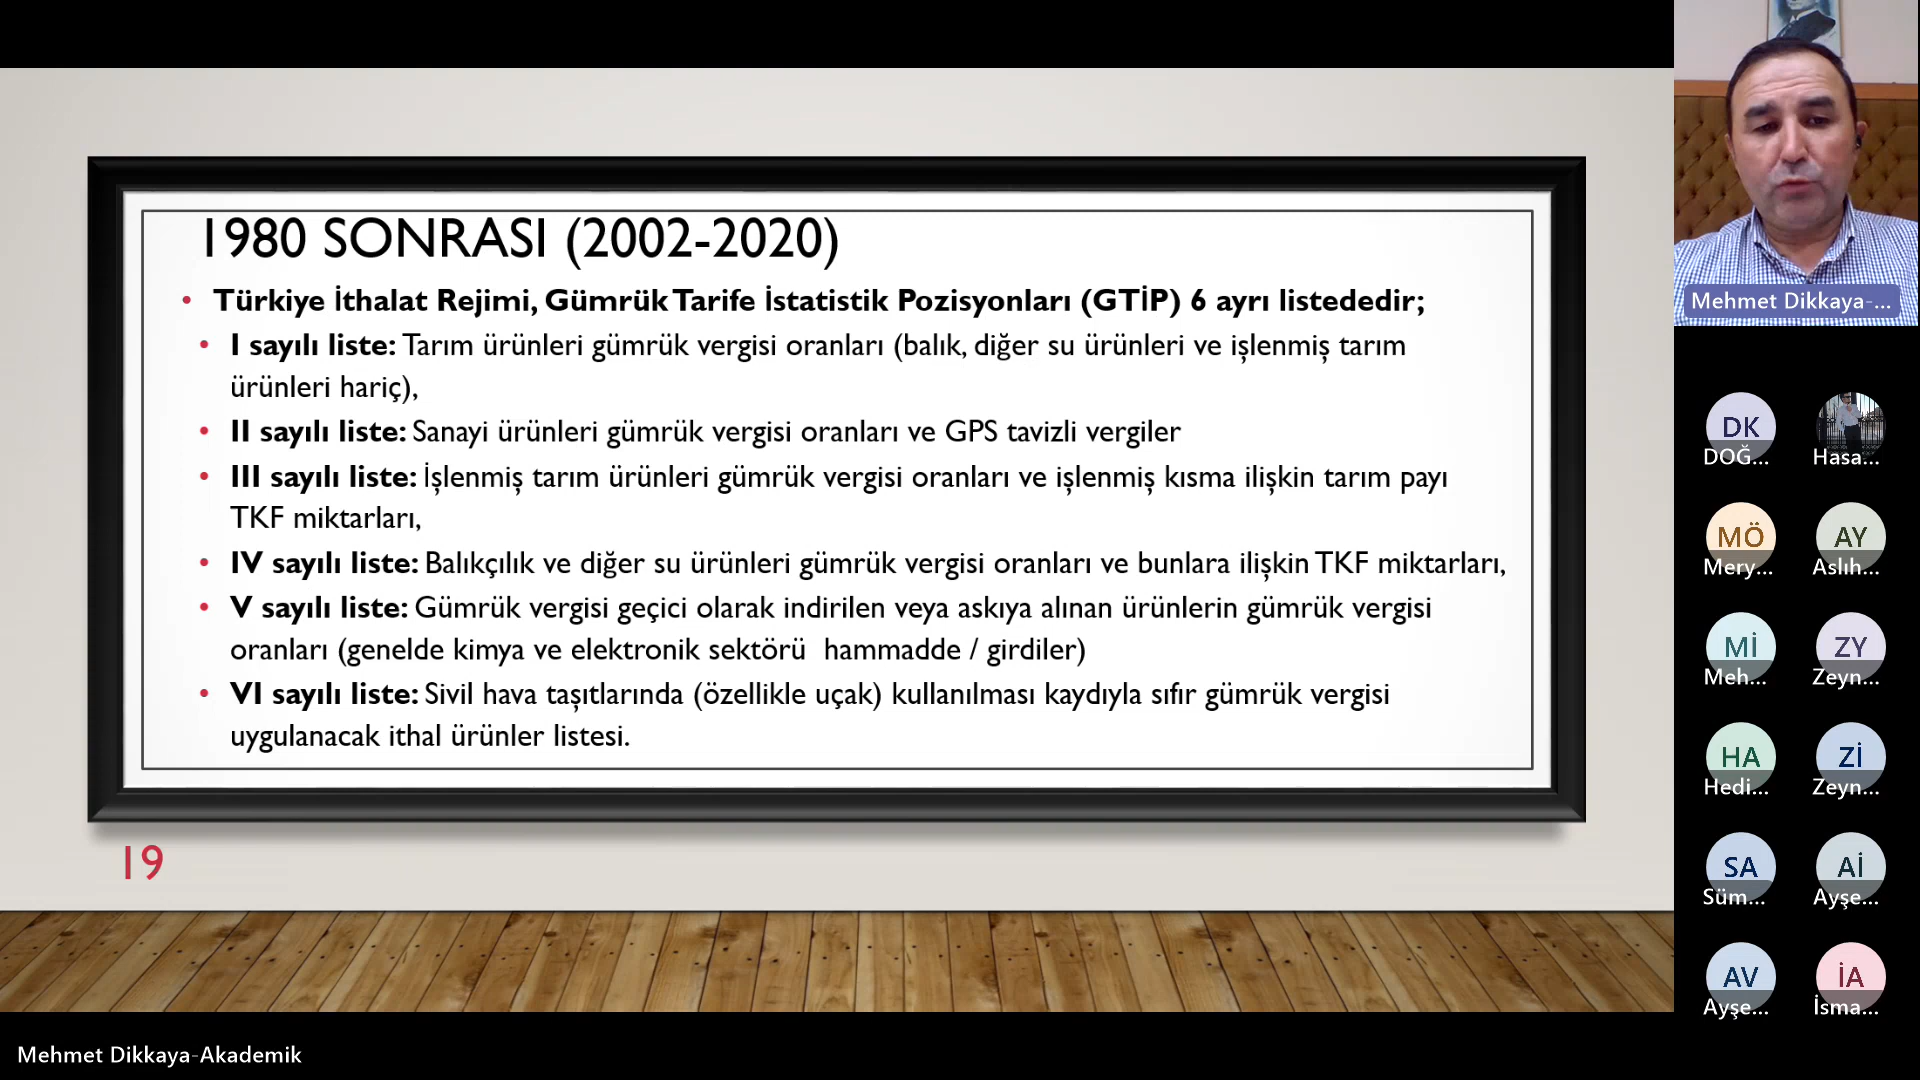 1980 SONRASI (2002-2020)
• Türkiye İthalat Rejimi, Gümrük Tarife İstatistik Pozisyonları (GTİP) 6 ayrı listededir;
• I sayılı liste: Tarım ürünleri gümrük vergisi oranları (balık, diğer su ürünleri ve işlenmiş tarım
ürünleri hariç),
• II sayılı liste: Sanayi ürünleri gümrük vergisi oranları ve GPS tavizli vergiler
• III sayılı liste: İşlenmiş tarım ürünleri gümrük vergisi oranları ve işlenmiş kısma ilişkin tarım payı
TKF miktarları,
• IV sayılı liste: Balıkçılık ve diğer su ürünleri gümrük vergisi oranları ve bunlara ilişkin TKF miktarları,
• V sayılı liste: Gümrük vergisi geçici olarak indirilen veya askıya alınan ürünlerin gümrük vergisi
oranları (genelde kimya ve elektronik sektörü hammadde / girdiler)
• VI sayılı liste: Sivil hava taşıtlarında (özellikle uçak) kullanılması kaydıyla sıfır gümrük vergisi
uygulanacak ithal ürünler listesi.
19
Mehmet Dikkaya-Akademik
Mehmet Dikkaya-...
DK
DOĞ...
Hasa...
MÖ
Mery...
AY
Aslıh...
Mİ
Meh...
ZY
Zeyn...
HA
Hedi...
Zİ
Zeyn...
SA
Süm...
Aİ
Ayşe...
AV
Ayşe...
İA
İsma...